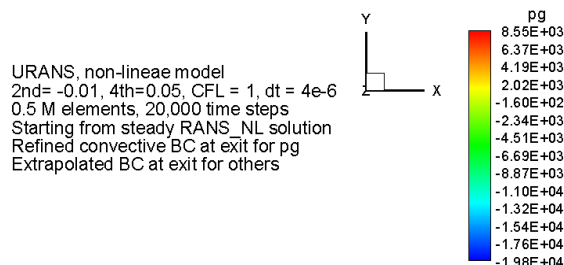 URANS, non-lineae model
2nd= -0.01, 4th=0.05, CFL = 1, dt = 4e-6
0.5 M elements, 20,000 time steps
Starting from steady RANS_NL solution
Refined convective BC at exit for pg
Extrapolated BC at exit for others
Y
Z
X
pg
8.55E+03
6.37E+03
4.19E+03
2.02E+03
-1.60E+02
-2.34E+03
-4.51E+03
-6.69E+03
-8.87E+03
-1.10E+04
-1.32E+04
-1.54E+04
-1.76E+04
-1.98E+04